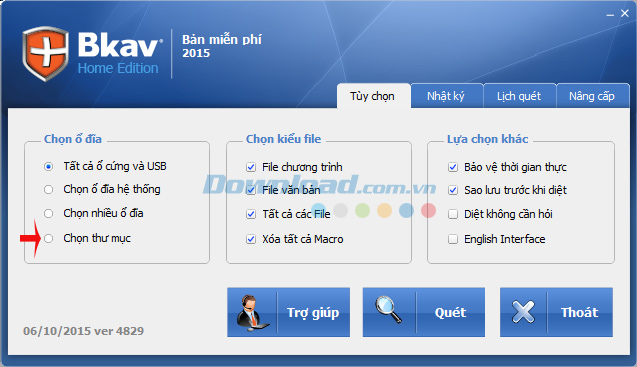 Bkav®
Home Edition
Bản miễn phí
2015
Tùy chọn
Nhật ký
Lịch quét
Nâng cấp
Chọn ổ đĩa
Tất cả ổ cứng và USB
Chọn ổ đĩa hệ thống
Chọn nhiều ổ đĩa
Chọn thư mục
Chọn kiểu file
File chương trình
File văn bản
Tất cả các File
Xóa tất cả Macro
Lựa chọn khác
Bảo vệ thời gian thực
Sao lưu trước khi diệt
Diệt không cần hỏi
English Interface
Download.com.vn
Trợ giúp
Quét
Thoát
06/10/2015 ver 4829